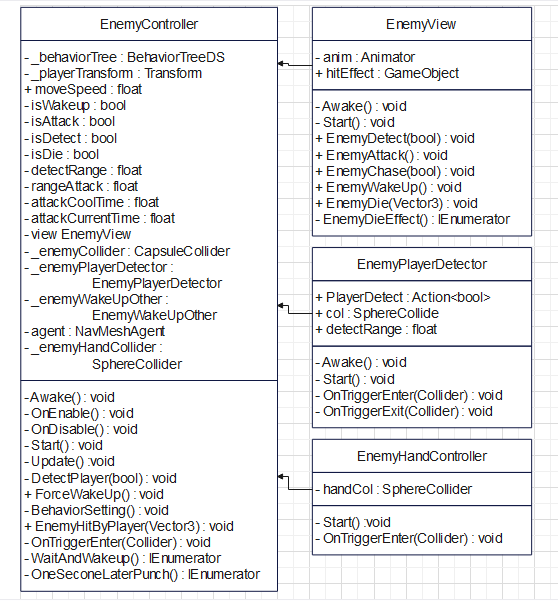 EnemyController
- _behaviorTree : BehaviorTreeDS
- _playerTransform : Transform
+ moveSpeed : float
- isWakeup : bool
- isAttack : bool
- isDetect : bool
- isDie : bool
- detectRange : float
- rangeAttack : float
- attackCoolTime : float
- attackCurrentTime : float
- view EnemyView
- _enemyCollider : CapsuleCollider
- _enemyPlayerDetector :
EnemyPlayerDetector
- _enemyWakeUpOther :
EnemyWakeUpOther
- agent : NavMeshAgent
- _enemyHandCollider :
SphereCollider
- Awake() : void
- OnEnable() : void
- OnDisable() : void
- Start() : void
- Update() :void
- DetectPlayer(bool) : void
+ ForceWakeUp() : void
- BehaviorSetting() : void
+ EnemyHitByPlayer(Vector3) : void
- OnTriggerEnter(Collider) : void
- WaitAndWakeup() : IEnumerator
- OneSeconeLaterPunch() : IEnumerator
EnemyView
- anim : Animator
+ hitEffect : GameObject
- Awake() : void
- Start() : void
+ EnemyDetect(bool) : void
+ EnemyAttack() : void
+ EnemyChase(bool) : void
+ EnemyWakeUp() : void
+ EnemyDie(Vector3) : void
- EnemyDieEffect() : IEnumerator
EnemyPlayerDetector
+ PlayerDetect : Action<bool>
+ col : SphereCollide
+ detectRange : float
- Awake() : void
- Start() : void
- OnTriggerEnter(Collider) : void
- OnTriggerExit(Collider) : void
EnemyHandController
- handCol : SphereCollider
- Start() :void
- OnTriggerEnter(Collider) : void